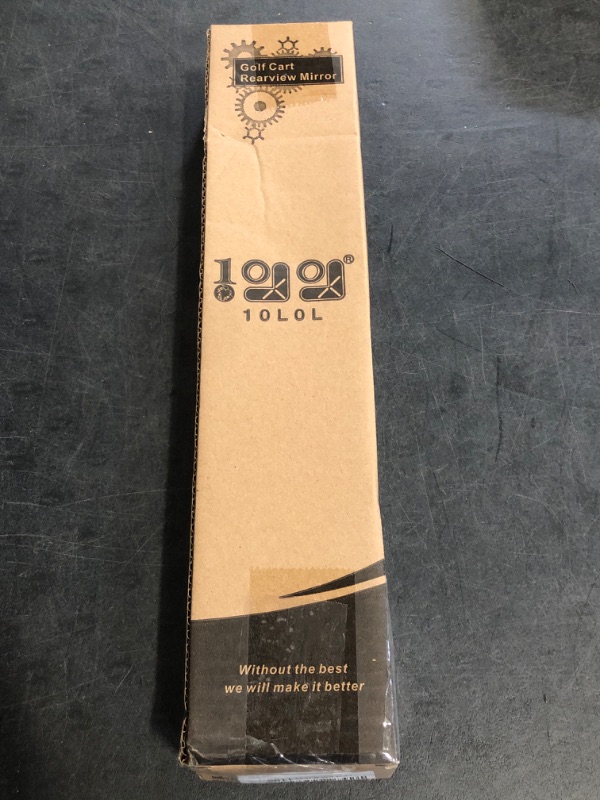 Golf Cart
Rearview Mirror
®
10L0L
Without the best
we will make it better